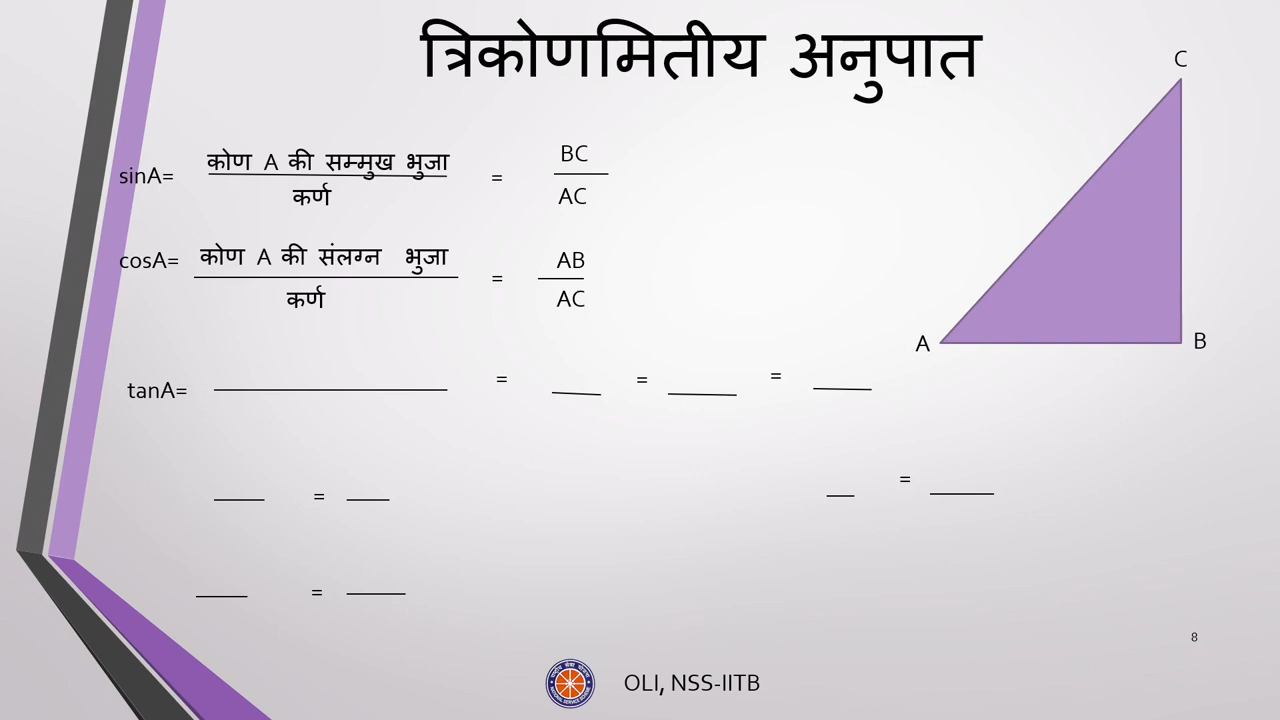 त्रिकोणमितीय अनुपात
C
sinA= कोण A की सम्मुख भुजा = BC
कर्ण AC
cosA= कोण A की संलग्न भुजा = AB
कर्ण AC
A B
tanA= = = =
= =
=
8
OLI, NSS-IITB